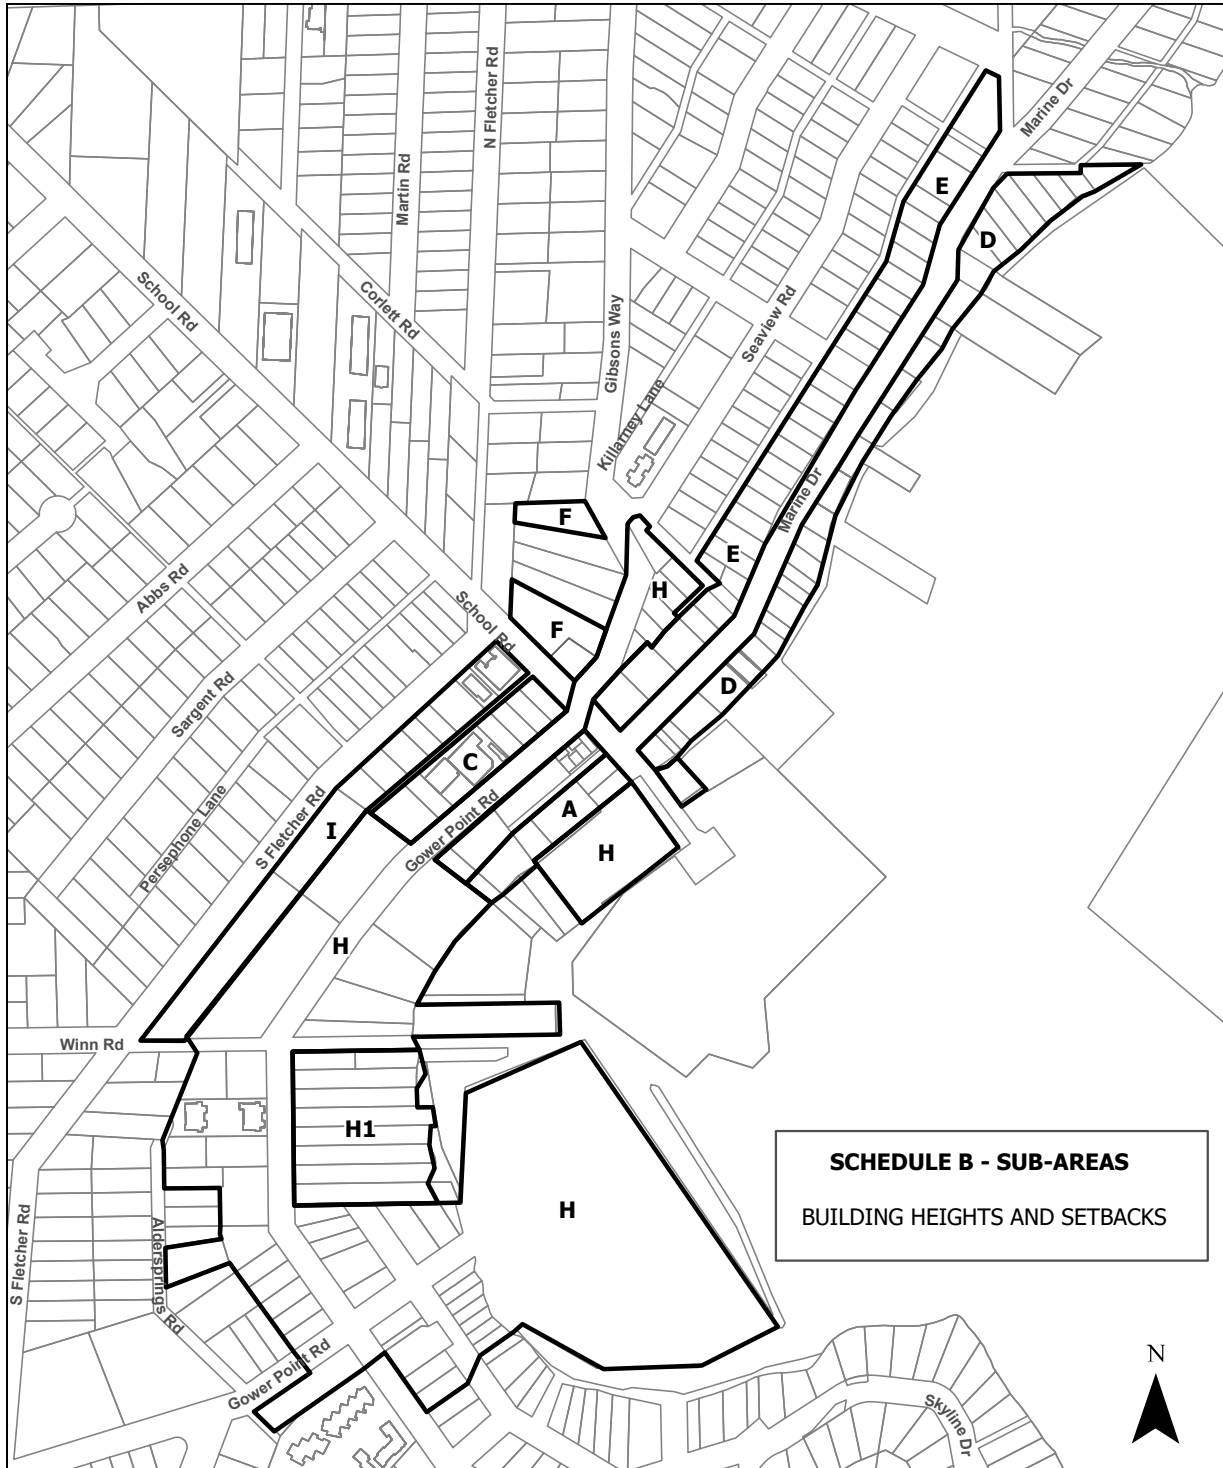 Marine Dr
N Fletcher Rd
Martin Rd
E
D
School Rd
Corlett Rd
Gibsons Way
Seaview Rd
Killarney Lane
Marine Dr
F
E
H
Abbs Rd
School Rd
F
Sargent Rd
D
C
Persephone Lane
S Fletcher Rd
I
Gower Point Rd
A
H
H
Winn Rd
H1
SCHEDULE B - SUB-AREAS
BUILDING HEIGHTS AND SETBACKS
H
S Fletcher Rd
Aldersprings Rd
Gower Point Rd
N
Skyline Dr